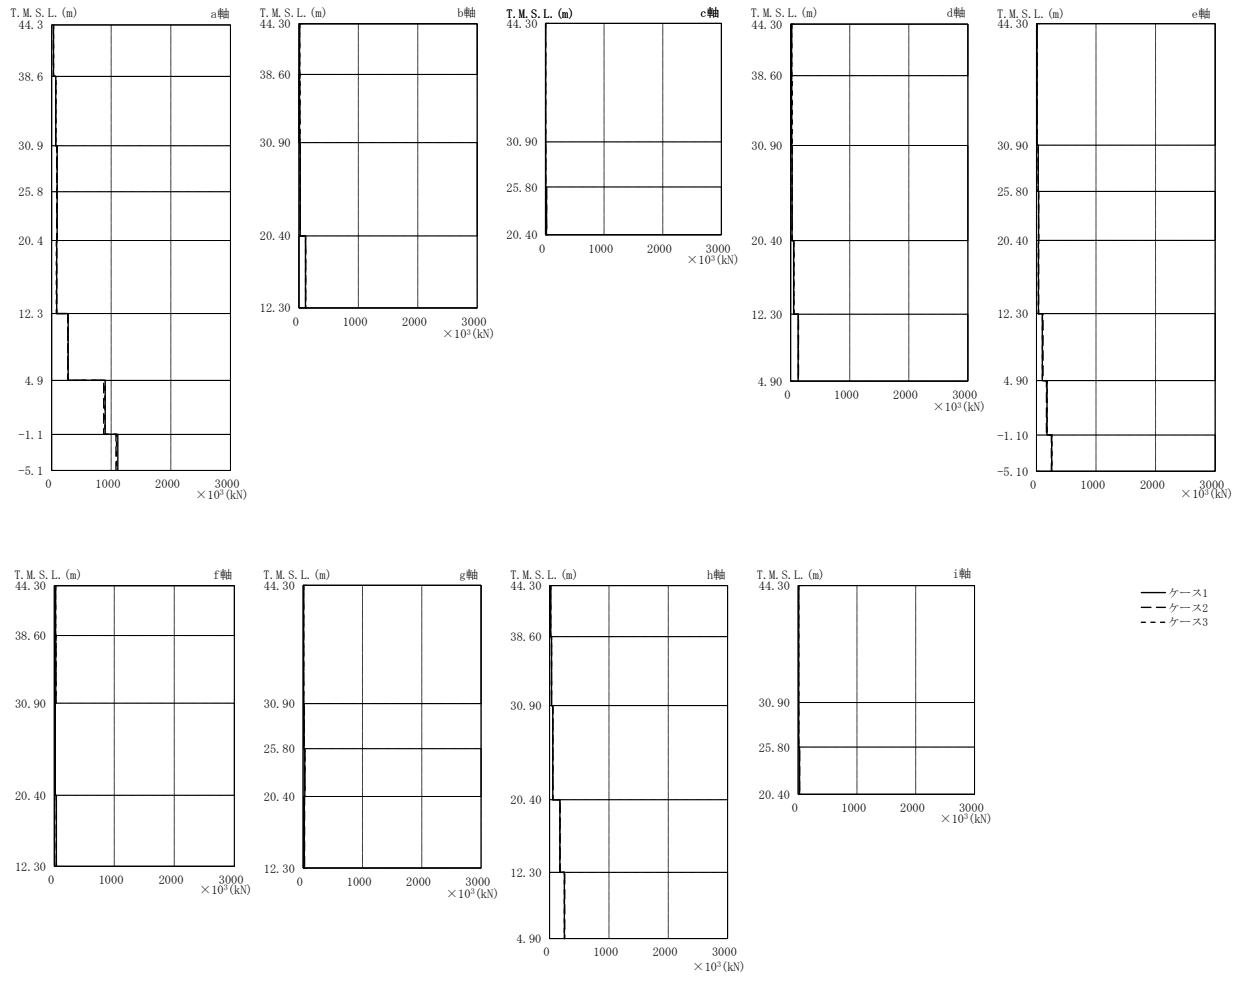 T.M.S.L.(m) a軸
44.3
38.6
30.9
25.8
20.4
12.3
4.9
-1.1
-5.1
0 1000 2000 3000
×10³(kN)
T.M.S.L.(m) b軸
44.30
38.60
30.90
20.40
12.30
0 1000 2000 3000
×10³(kN)
T.M.S.L.(m) c軸
44.30
30.90
25.80
20.40
0 1000 2000 3000
×10³(kN)
T.M.S.L.(m) d軸
44.30
38.60
30.90
20.40
12.30
4.90
0 1000 2000 3000
×10³(kN)
T.M.S.L.(m) e軸
44.30
30.90
25.80
20.40
12.30
4.90
-1.10
-5.10
0 1000 2000 3000
×10³(kN)
T.M.S.L.(m) f軸
44.30
38.60
30.90
20.40
12.30
0 1000 2000 3000
×10³(kN)
T.M.S.L.(m) g軸
44.30
30.90
25.80
20.40
12.30
0 1000 2000 3000
×10³(kN)
T.M.S.L.(m) h軸
44.30
38.60
30.90
20.40
12.30
4.90
0 1000 2000 3000
×10³(kN)
T.M.S.L.(m) i軸
44.30
30.90
25.80
20.40
0 1000 2000 3000
×10³(kN)
ケース1
ケース2
ケース3